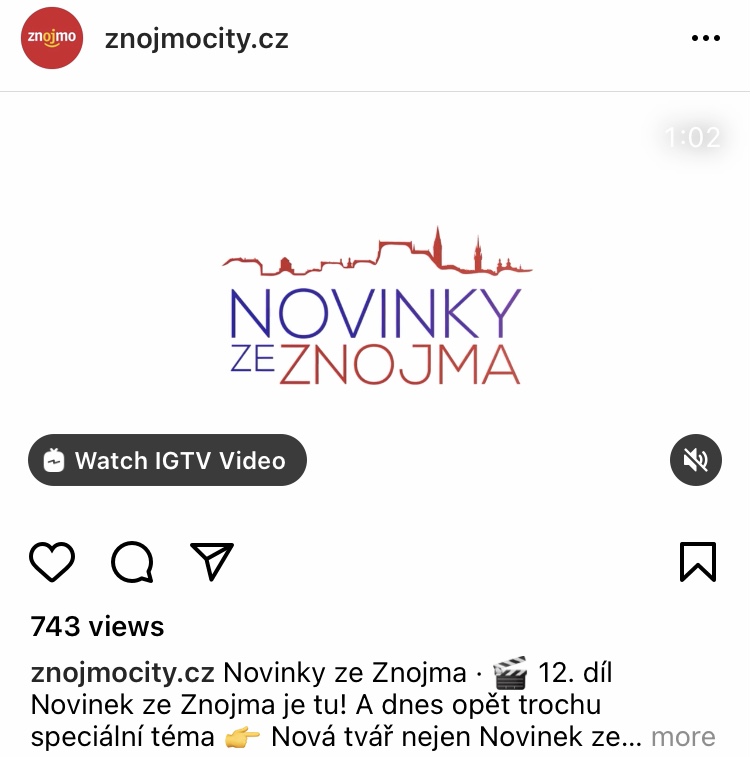 znojmo
znojmocity.cz
1:02
NOVINKY
ZE ZNOJMA
Watch IGTV Video
743 views
znojmocity.cz Novinky ze Znojma · 🎬 12. díl
Novinek ze Znojma je tu! A dnes opět trochu
speciální téma 👉 Nová tvář nejen Novinek ze... more